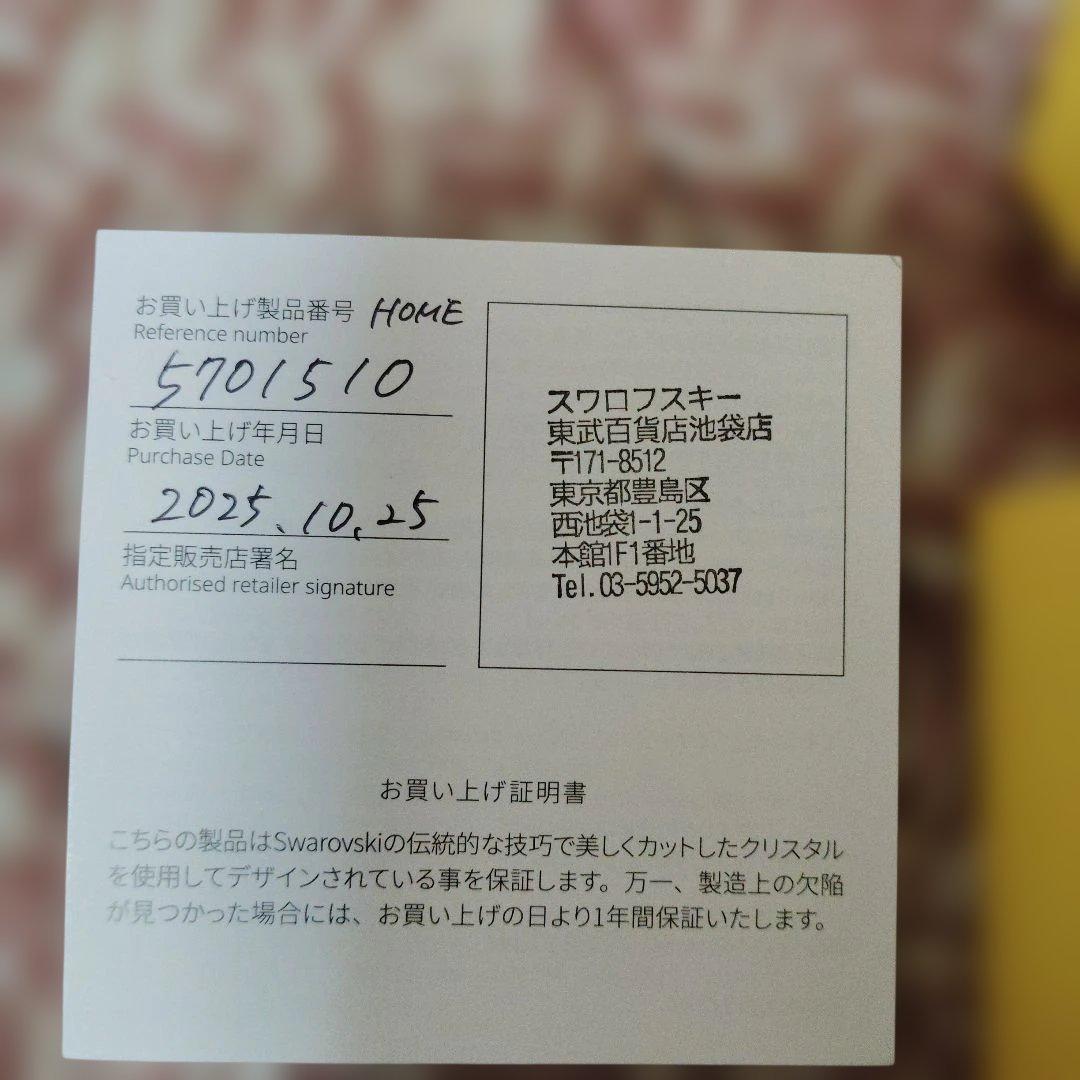 お買い上げ製品番号 HOME
Reference number
5701510
お買い上げ年月日
Purchase Date
2025.10.25
指定販売店署名
Authorised retailer signature
スワロフスキー
東武百貨店池袋店
〒171-8512
東京都豊島区
西池袋1-1-25
本館1F1番地
Tel.03-5952-5037
お買い上げ証明書
こちらの製品はSwarovskiの伝統的な技巧で美しくカットしたクリスタル
を使用してデザインされている事を保証します。万一、製造上の欠陥
が見つかった場合には、お買い上げの日より1年間保証いたします。